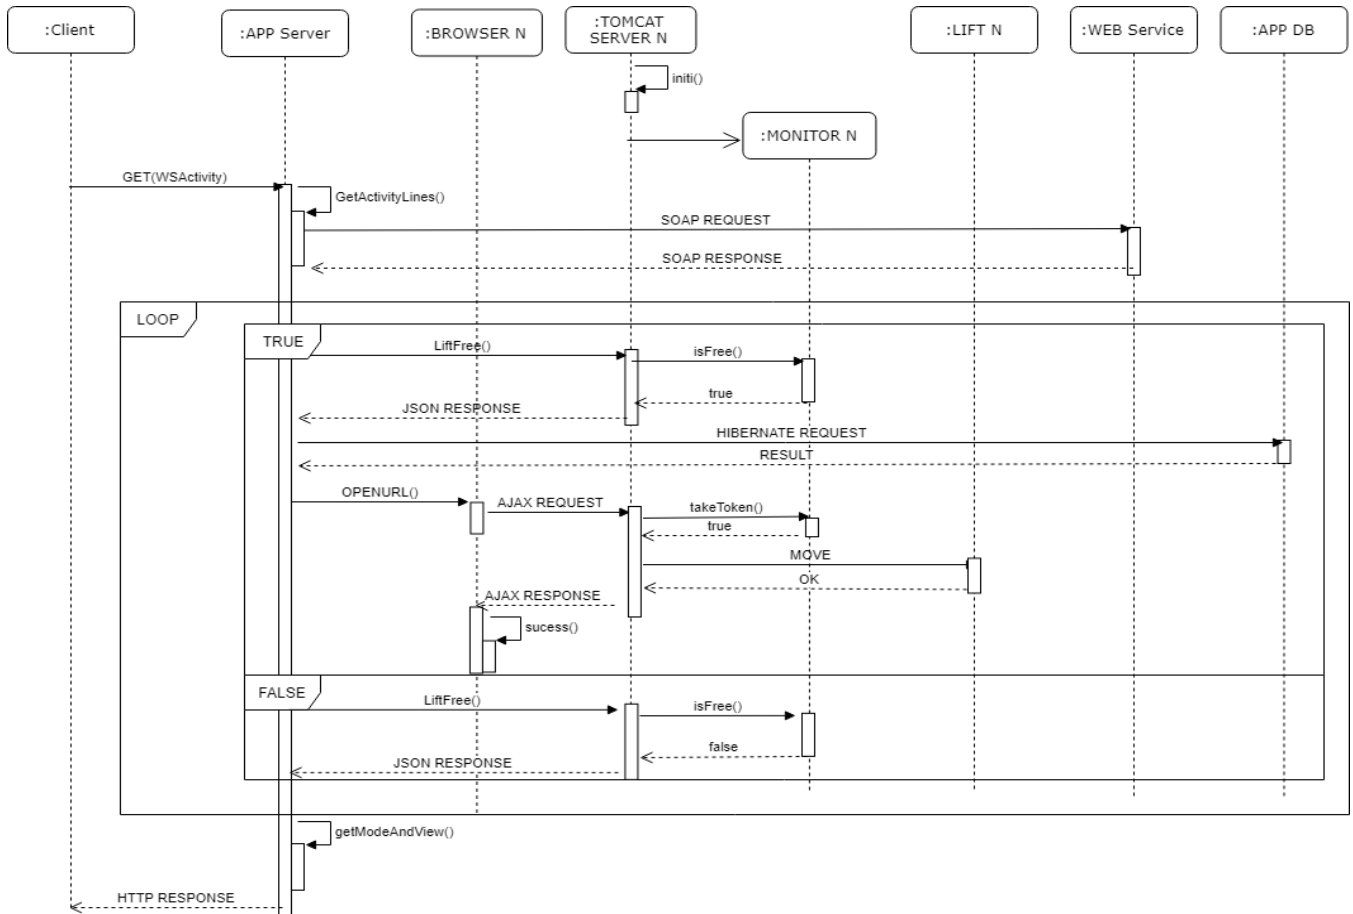 :Client
:APP Server
:BROWSER N
:TOMCAT
SERVER N
:LIFT N
:WEB Service
:APP DB
initi()
:MONITOR N
GET(WSActivity)
GetActivityLines()
SOAP REQUEST
SOAP RESPONSE
LOOP
TRUE
LiftFree()
isFree()
true
JSON RESPONSE
HIBERNATE REQUEST
RESULT
OPENURL()
AJAX REQUEST
takeToken()
true
MOVE
OK
AJAX RESPONSE
sucess()
FALSE
LiftFree()
isFree()
false
JSON RESPONSE
getModeAndView()
HTTP RESPONSE